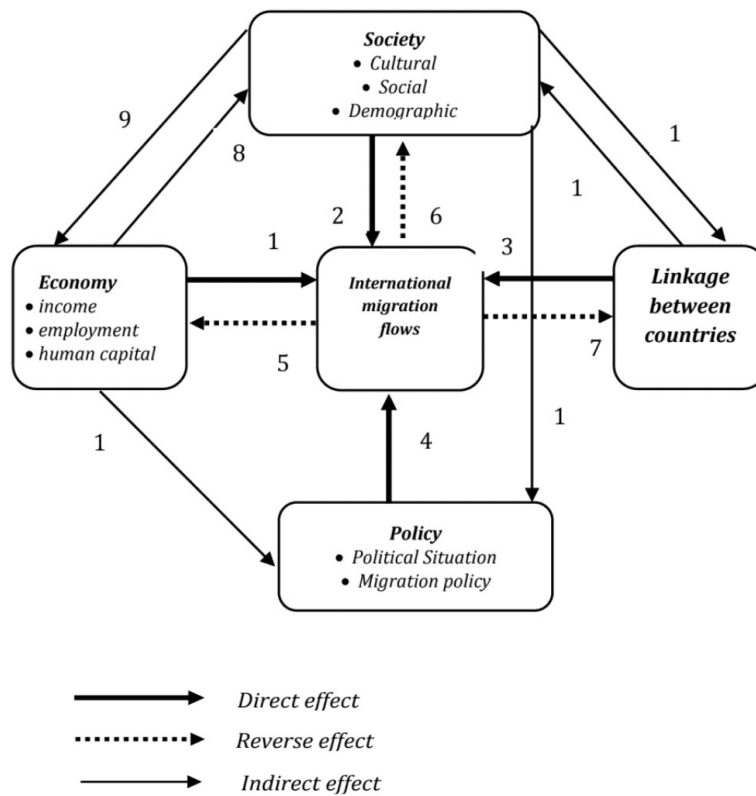 Society
• Cultural
• Social
• Demographic
9
8
1
1
2
6
1
3
Economy
• income
• employment
• human capital
International
migration
flows
Linkage
between
countries
5
7
1
4
1
Policy
• Political Situation
• Migration policy
Direct effect
Reverse effect
Indirect effect